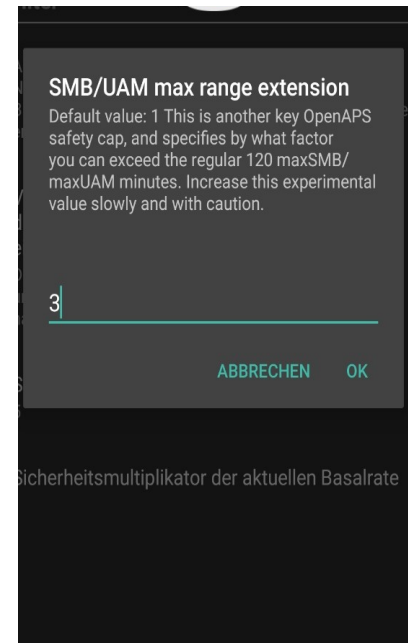 SMB/UAM max range extension
Default value: 1 This is another key OpenAPS
safety cap, and specifies by what factor
you can exceed the regular 120 maxSMB/
maxUAM minutes. Increase this experimental
value slowly and with caution.
3
ABBRECHEN OK
Sicherheitsmultiplikator der aktuellen Basalrate